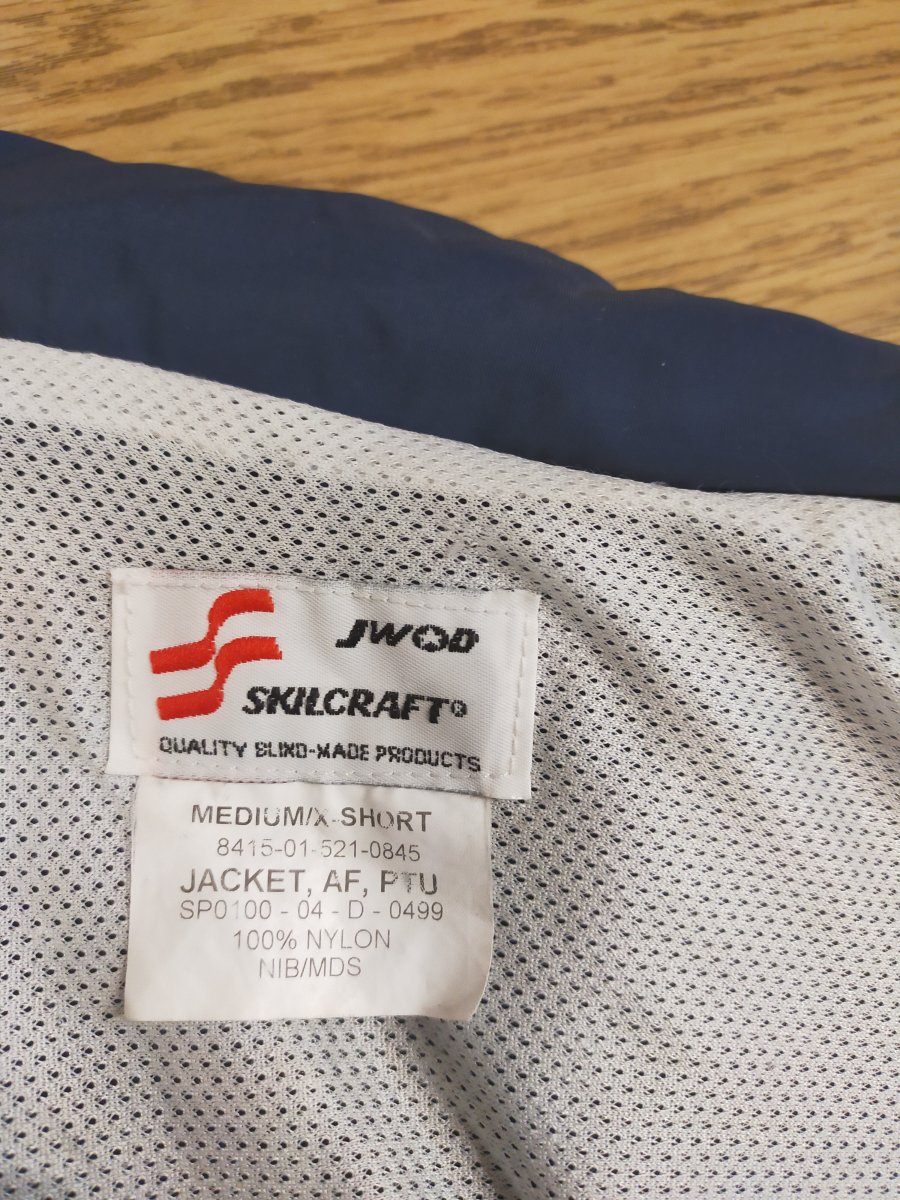 JWOD
SKILCRAFT®
QUALITY BLIND-MADE PRODUCTS
MEDIUM/X-SHORT
8415-01-521-0845
JACKET, AF, PTU
SP0100 - 04 - D - 0499
100% NYLON
NIB/MDS